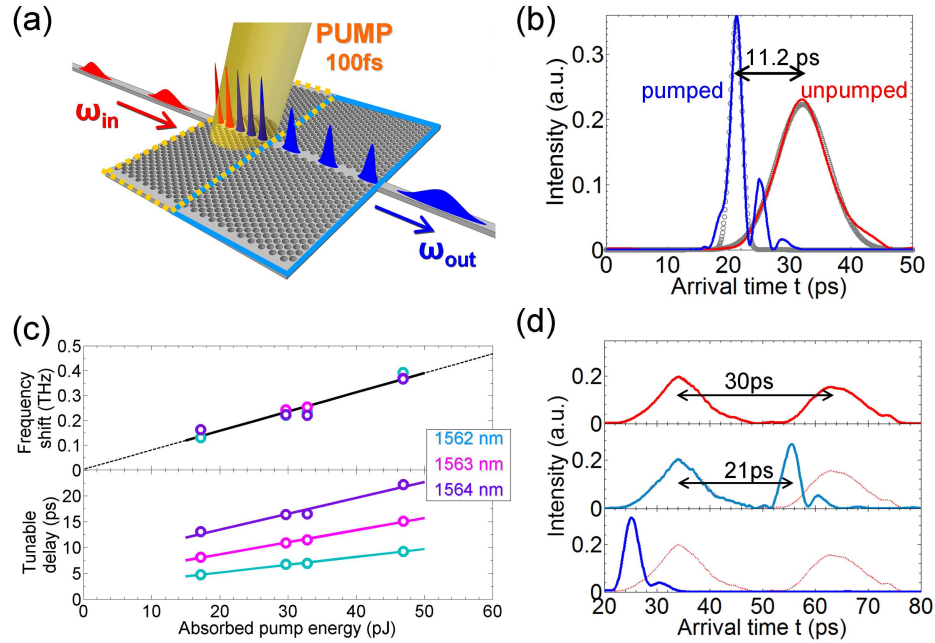 (a)
PUMP
100fs
ωin
ωout
(b)
Intensity (a.u.)
0.3
0.2
0.1
0
11.2 ps
pumped
unpumped
0 10 20 30 40 50
Arrival time t (ps)
(c)
Frequency
shift (THz)
0.5
0.4
0.3
0.2
0.1
0
1562 nm
1563 nm
1564 nm
Tunable
delay (ps)
20
15
10
5
0
0 10 20 30 40 50 60
Absorbed pump energy (pJ)
(d)
Intensity (a.u.)
0.2
0
30ps
0.2
0
21ps
0.2
0
20 30 40 50 60 70 80
Arrival time t (ps)